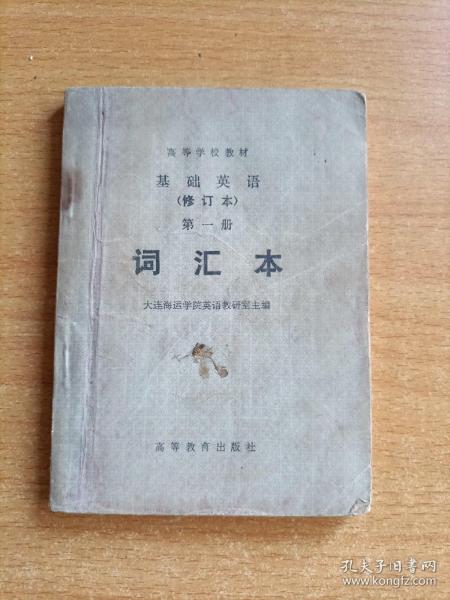 高等学校教材
基础英语
(修订本)
第一册
词汇本
大连海运学院英语教研室主编
高等教育出版社
孔夫子旧书网
www.kongfz.com